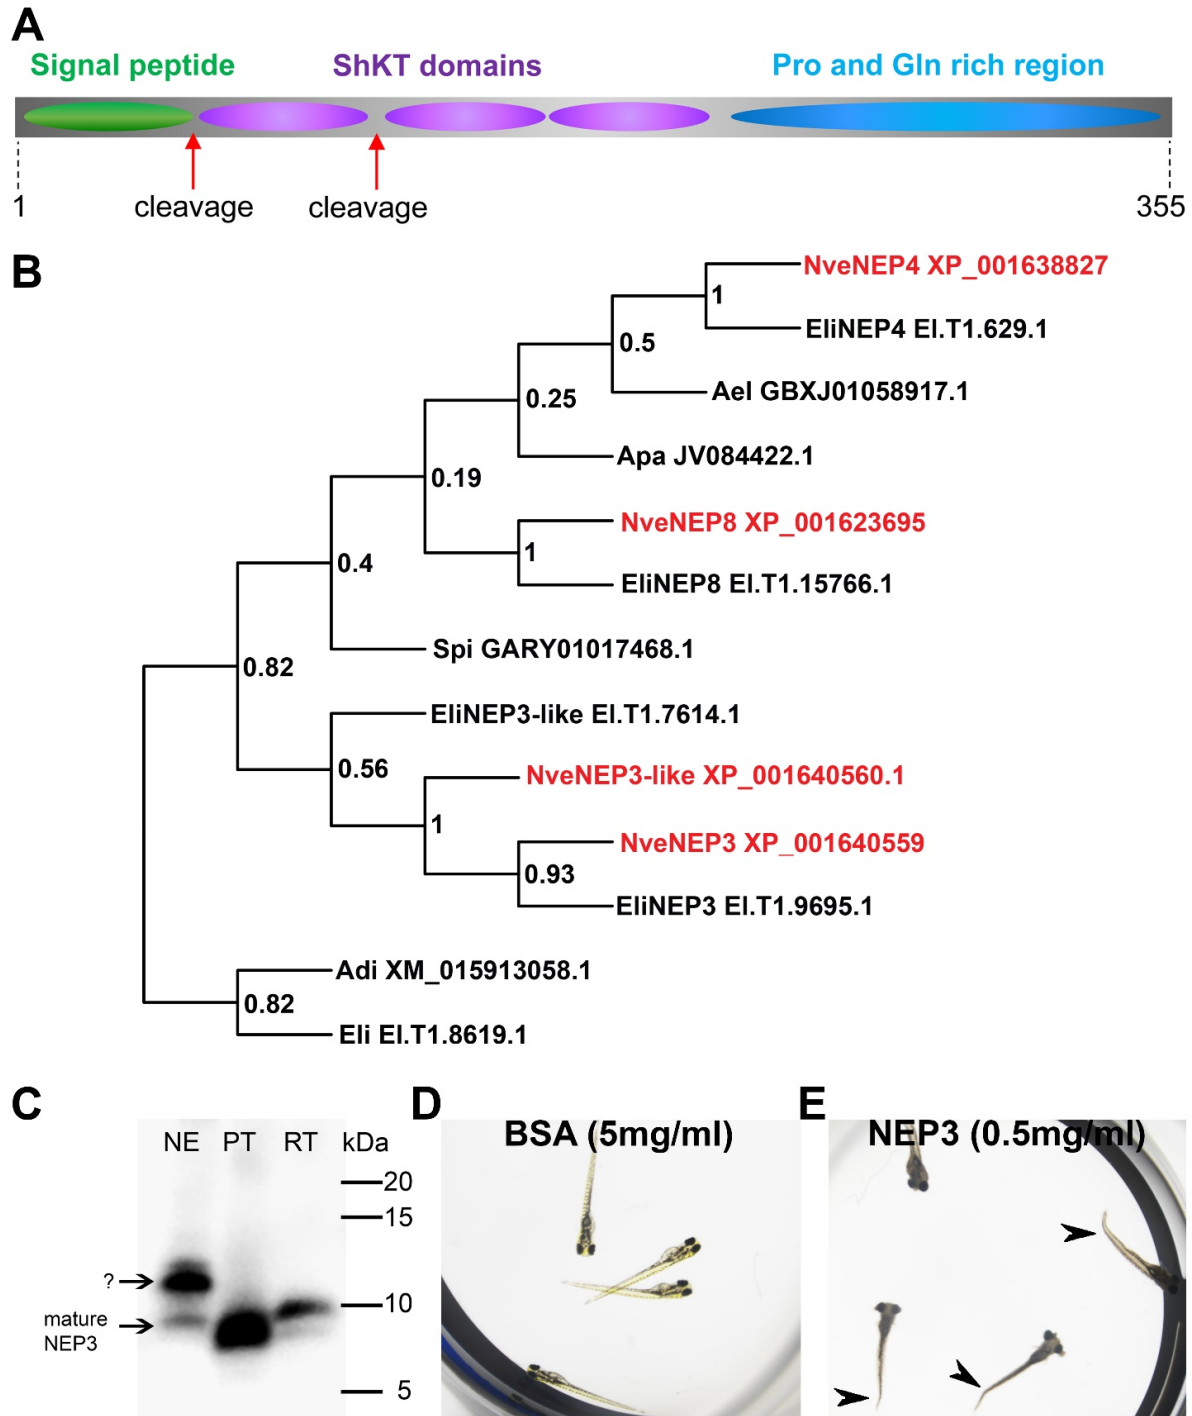 A
Signal peptide ShKT domains Pro and Gln rich region
cleavage cleavage
1 355
B
NveNEP4 XP_001638827
1
EliNEP4 El.T1.629.1
0.5
Ael GBXJ01058917.1
0.25
Apa JV084422.1
0.19
NveNEP8 XP_001623695
1
EliNEP8 El.T1.15766.1
0.4
Spi GARY01017468.1
0.82
EliNEP3-like El.T1.7614.1
0.56
NveNEP3-like XP_001640560.1
1
NveNEP3 XP_001640559
0.93
EliNEP3 El.T1.9695.1
Adi XM_015913058.1
0.82
Eli El.T1.8619.1
C
NE PT RT kDa
20
15
?
10
mature
NEP3
5
D
BSA (5mg/ml)
E
NEP3 (0.5mg/ml)